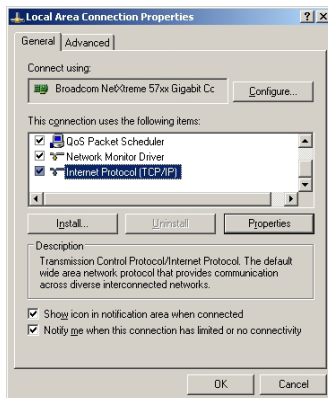 Local Area Connection Properties
General Advanced
Connect using:
Broadcom NetXtreme 57xx Gigabit Cc
Configure...
This connection uses the following items:
QoS Packet Scheduler
Network Monitor Driver
Internet Protocol (TCP/IP)
Install... Uninstall Properties
Description
Transmission Control Protocol/Internet Protocol. The default
wide area network protocol that provides communication
across diverse interconnected networks.
Show icon in notification area when connected
Notify me when this connection has limited or no connectivity
OK Cancel